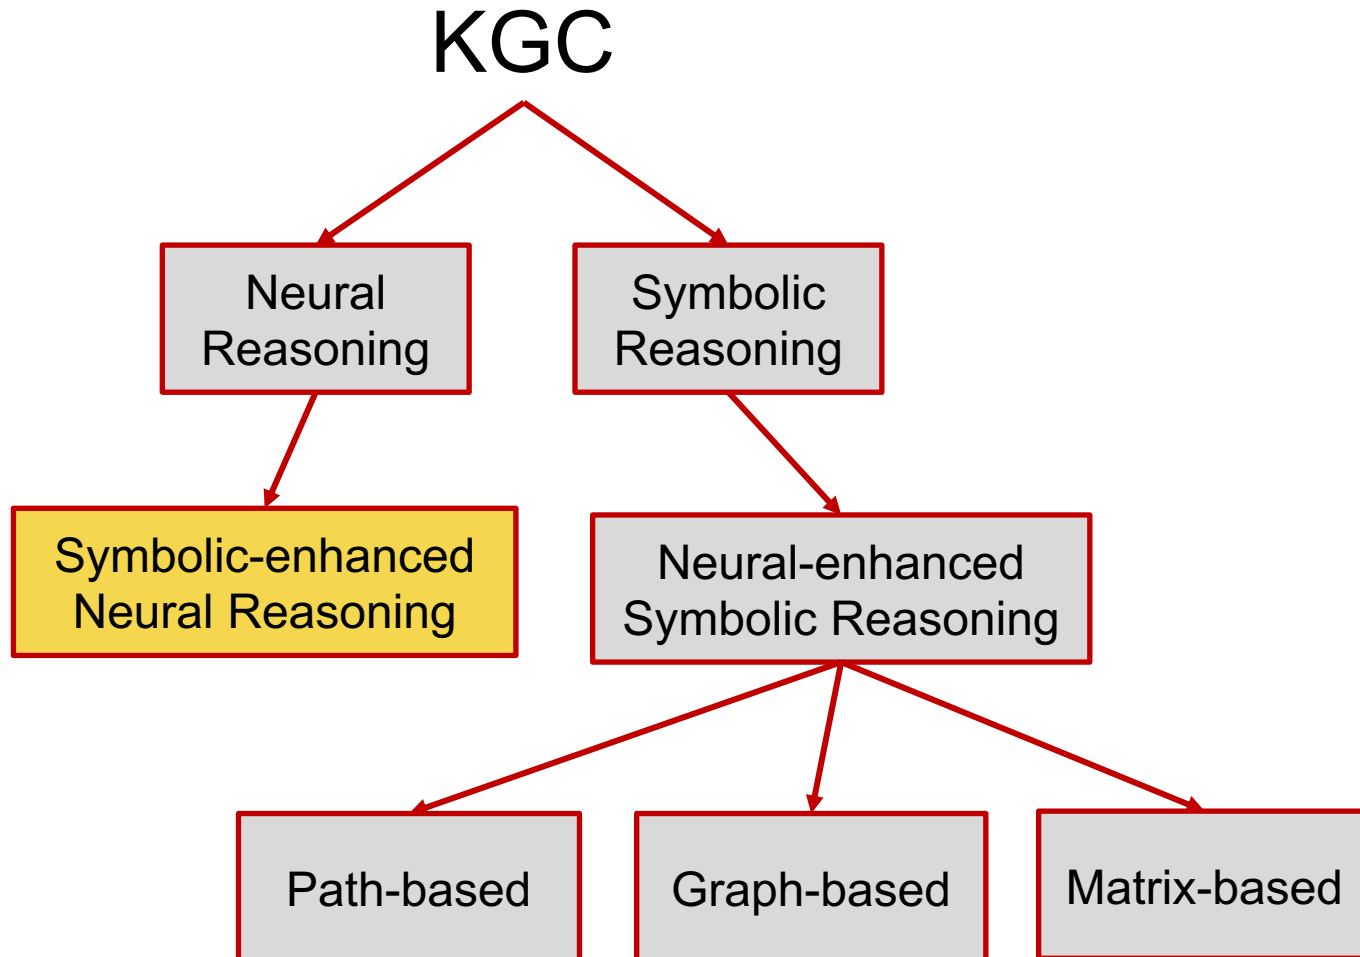 KGC
Neural
Reasoning
Symbolic
Reasoning
Symbolic-enhanced
Neural Reasoning
Neural-enhanced
Symbolic Reasoning
Path-based
Graph-based
Matrix-based